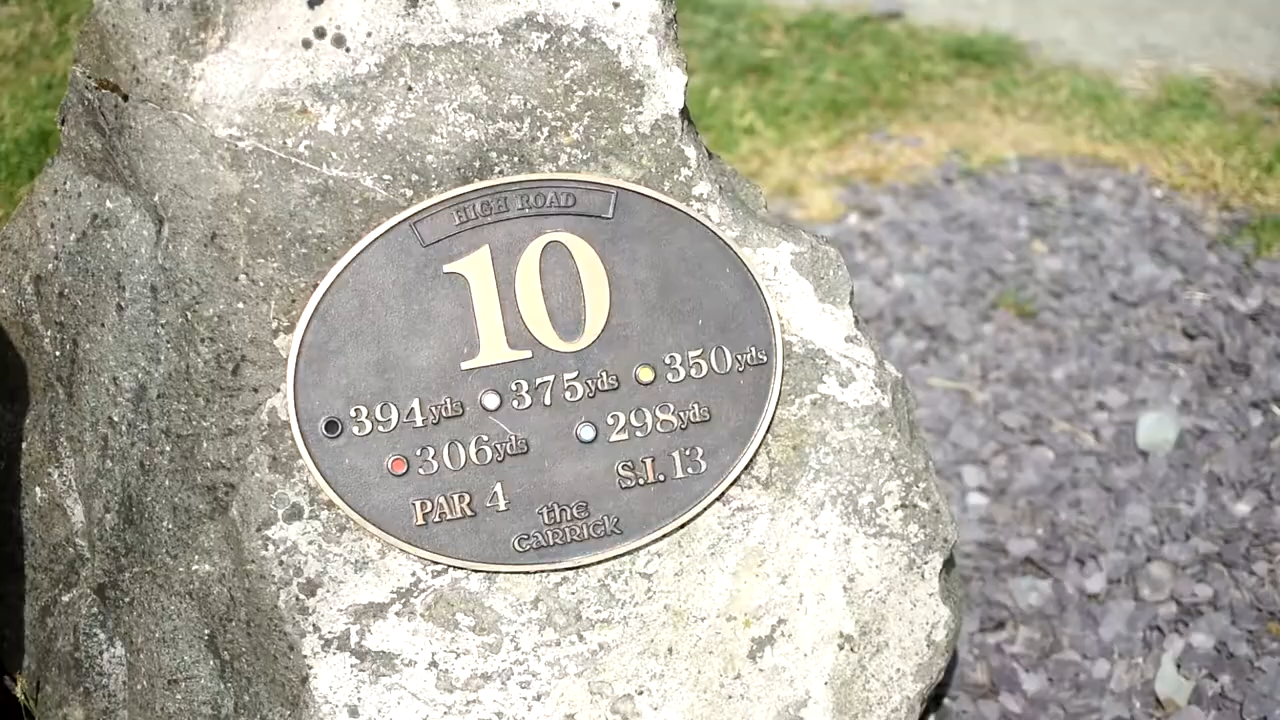 HIGH ROAD
10
394yds 375yds 350yds
306yds 298yds
PAR 4 S.I. 13
the
CARRICK